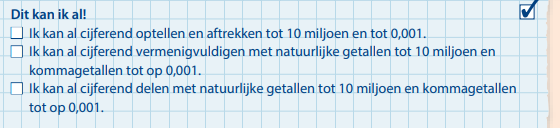 Dit kan ik al!
Ik kan al cijferend optellen en aftrekken tot 10 miljoen en tot 0,001.
Ik kan al cijferend vermenigvuldigen met natuurlijke getallen tot 10 miljoen en
kommagetallen tot op 0,001.
Ik kan al cijferend delen met natuurlijke getallen tot 10 miljoen en kommagetallen
tot op 0,001.